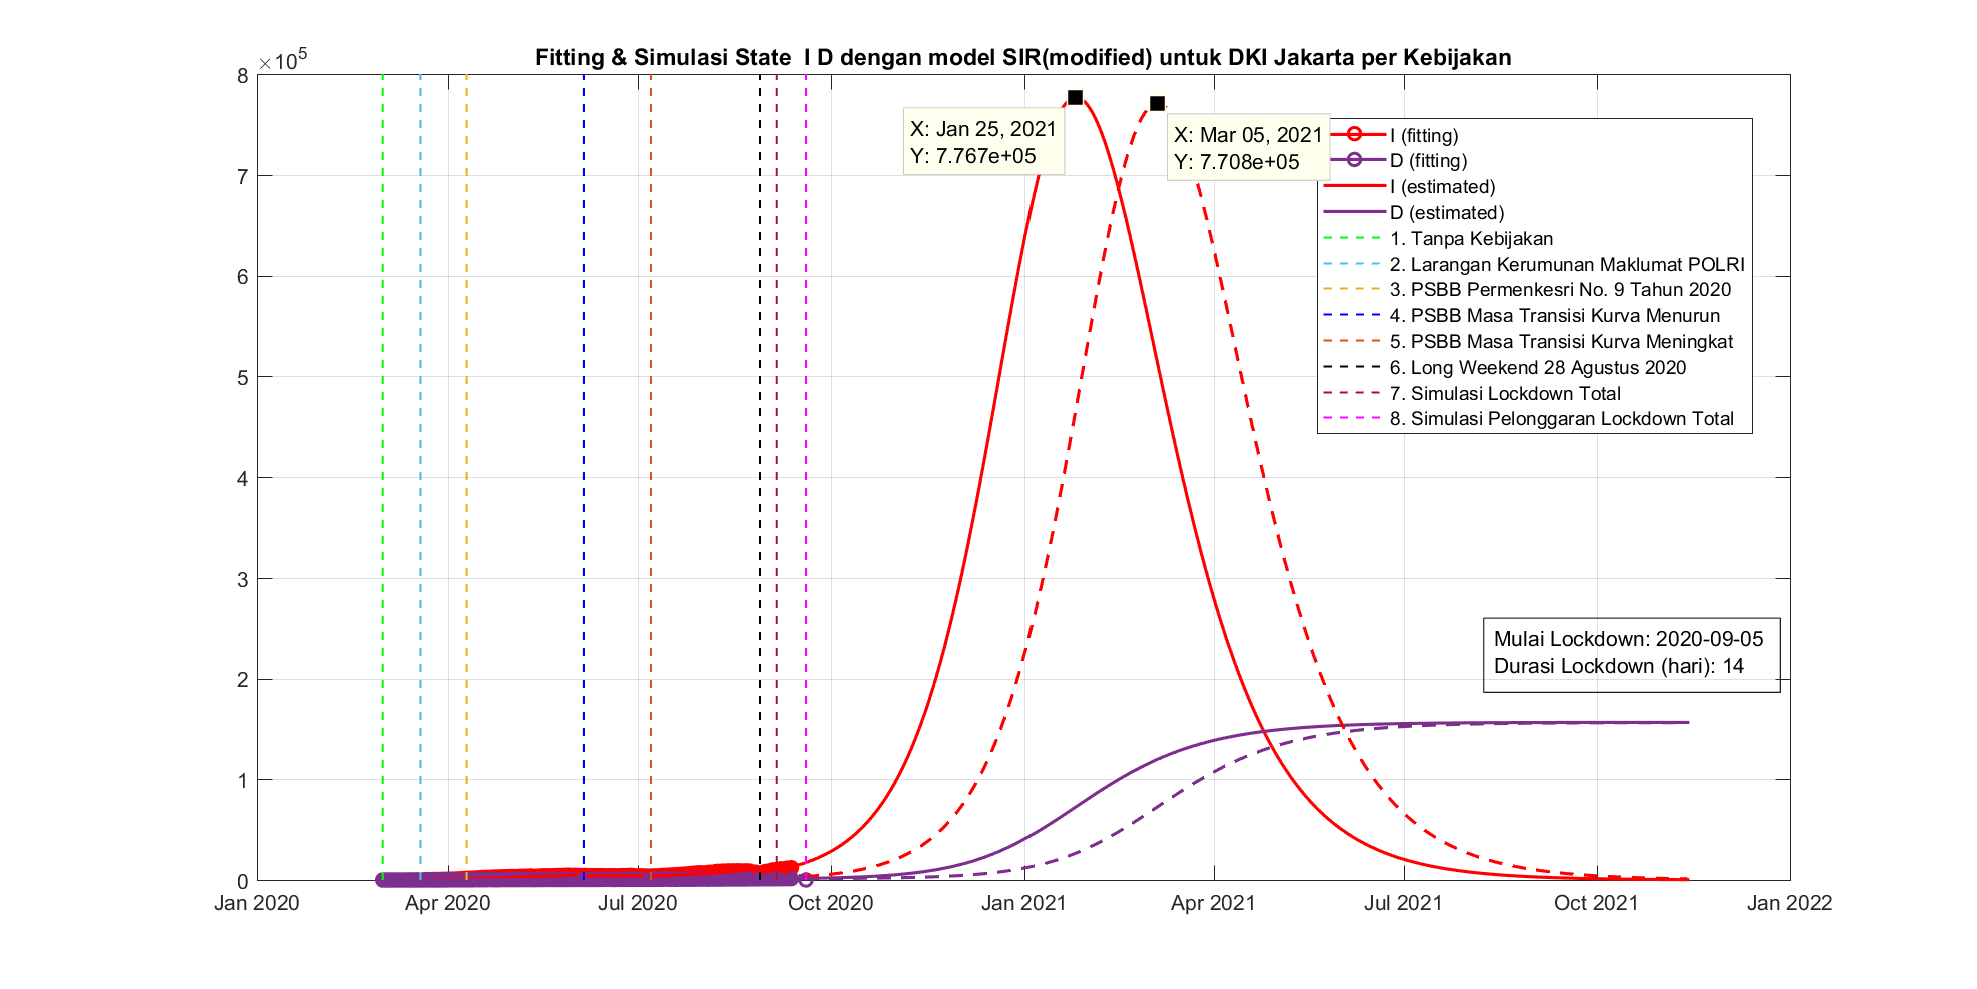 Fitting & Simulasi State  I D dengan model SIR(modified) untuk DKI Jakarta per Kebijakan
×10^5
8
7
6
5
4
3
2
1
0
X: Jan 25, 2021
Y: 7.767e+05
X: Mar 05, 2021
Y: 7.708e+05
I (fitting)
D (fitting)
I (estimated)
D (estimated)
1. Tanpa Kebijakan
2. Larangan Kerumunan Maklumat POLRI
3. PSBB Permenkesri No. 9 Tahun 2020
4. PSBB Masa Transisi Kurva Menurun
5. PSBB Masa Transisi Kurva Meningkat
6. Long Weekend 28 Agustus 2020
7. Simulasi Lockdown Total
8. Simulasi Pelonggaran Lockdown Total
Mulai Lockdown: 2020-09-05
Durasi Lockdown (hari): 14
Jan 2020
Apr 2020
Jul 2020
Oct 2020
Jan 2021
Apr 2021
Jul 2021
Oct 2021
Jan 2022